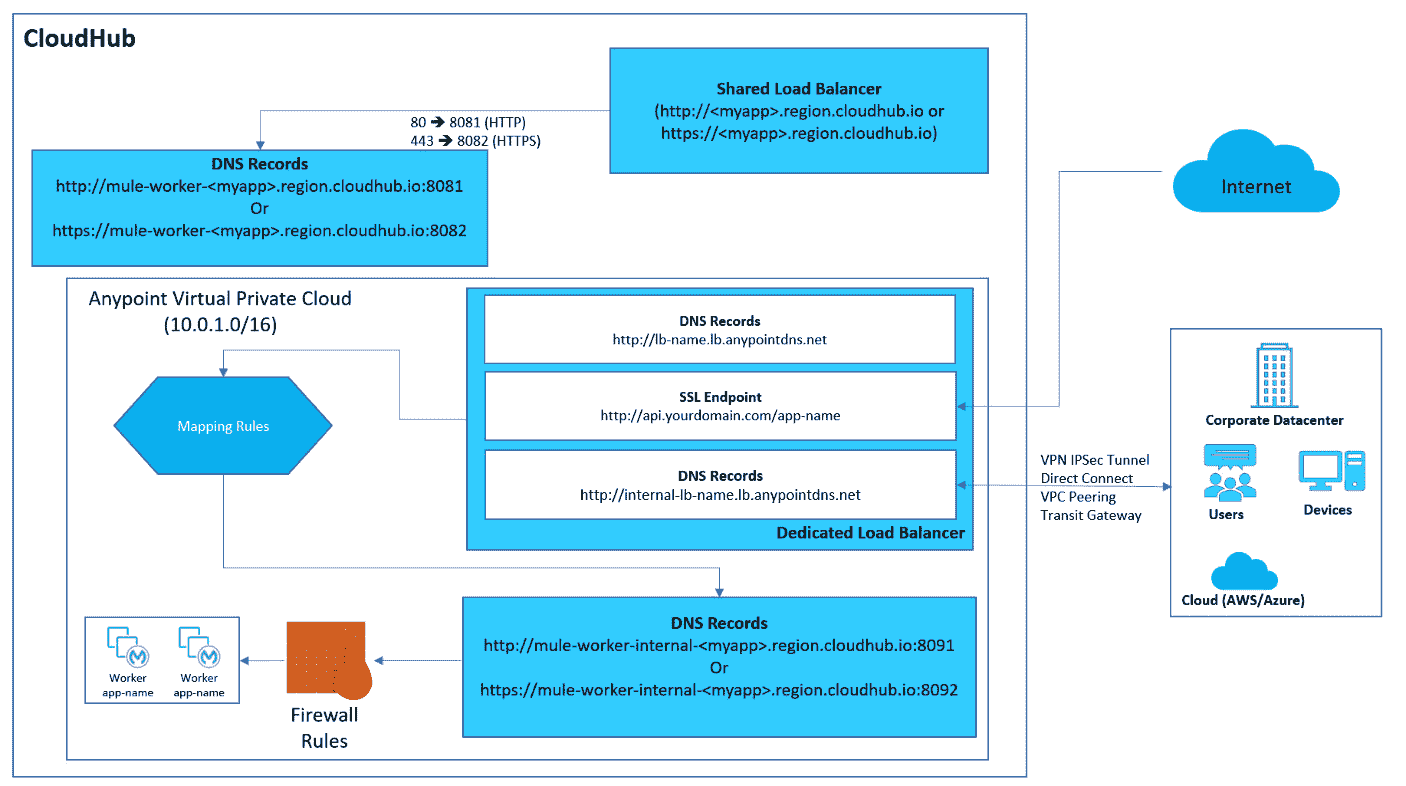 CloudHub
Shared Load Balancer
(http://<myapp>.region.cloudhub.io or
https://<myapp>.region.cloudhub.io)
80 🡺 8081 (HTTP)
443 🡺 8082 (HTTPS)
DNS Records
http://mule-worker-<myapp>.region.cloudhub.io:8081
Or
https://mule-worker-<myapp>.region.cloudhub.io:8082
Internet
Anypoint Virtual Private Cloud
(10.0.1.0/16)
DNS Records
http://lb-name.lb.anypointdns.net
SSL Endpoint
http://api.yourdomain.com/app-name
DNS Records
http://internal-lb-name.lb.anypointdns.net
Dedicated Load Balancer
Mapping Rules
VPN IPSec Tunnel
Direct Connect
VPC Peering
Transit Gateway
Corporate Datacenter
Users
Devices
Cloud (AWS/Azure)
DNS Records
http://mule-worker-internal-<myapp>.region.cloudhub.io:8091
Or
https://mule-worker-internal-<myapp>.region.cloudhub.io:8092
Firewall
Rules
Worker
app-name
Worker
app-name